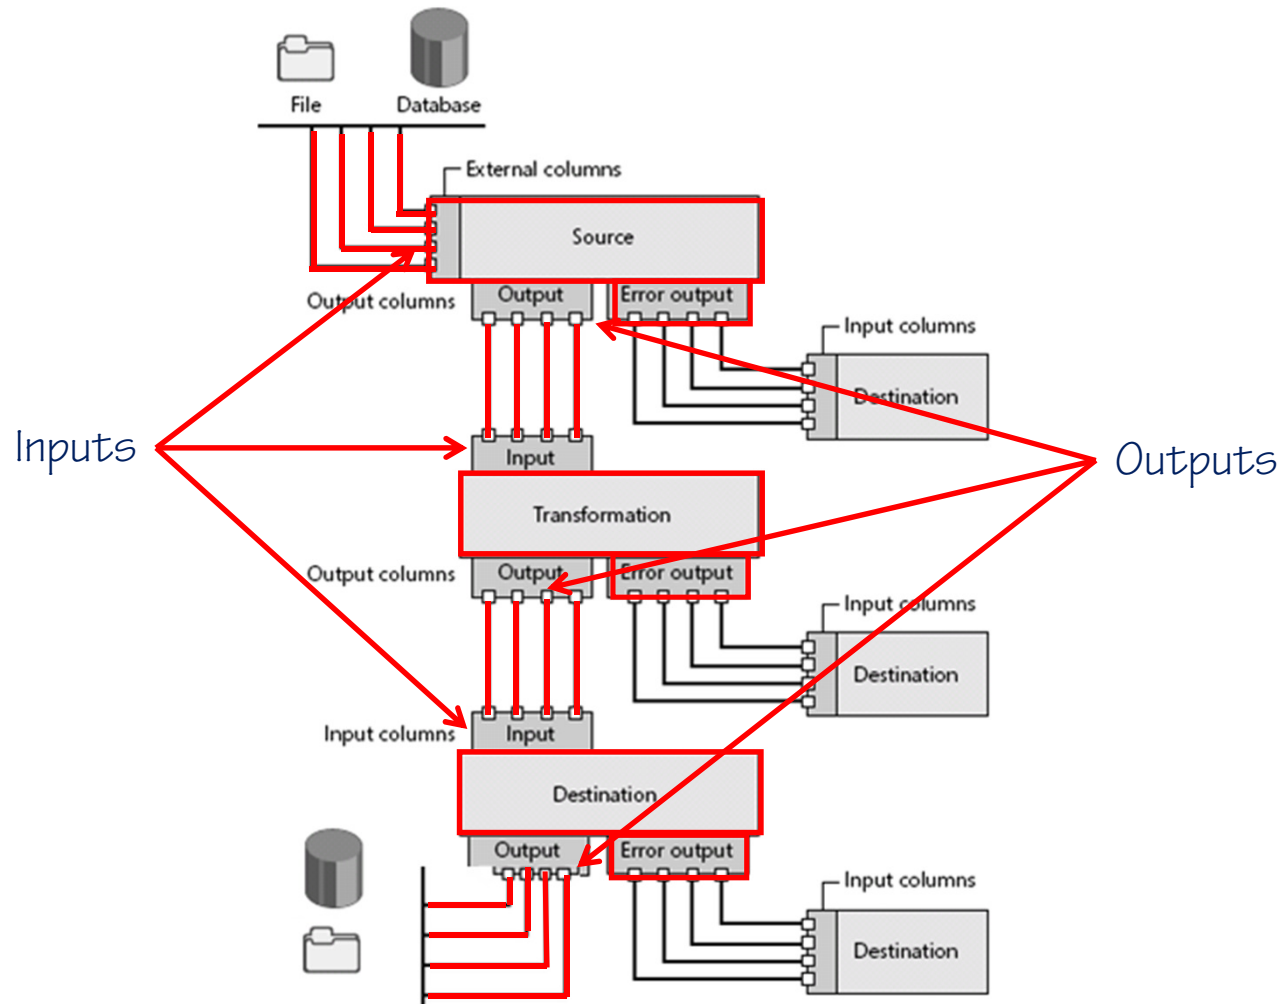 File
Database
External columns
Source
Output columns
Output
Error output
Input columns
Destination
Inputs
Input
Outputs
Transformation
Output columns
Output
Error output
Input columns
Destination
Input columns
Input
Destination
Output
Error output
Input columns
Destination